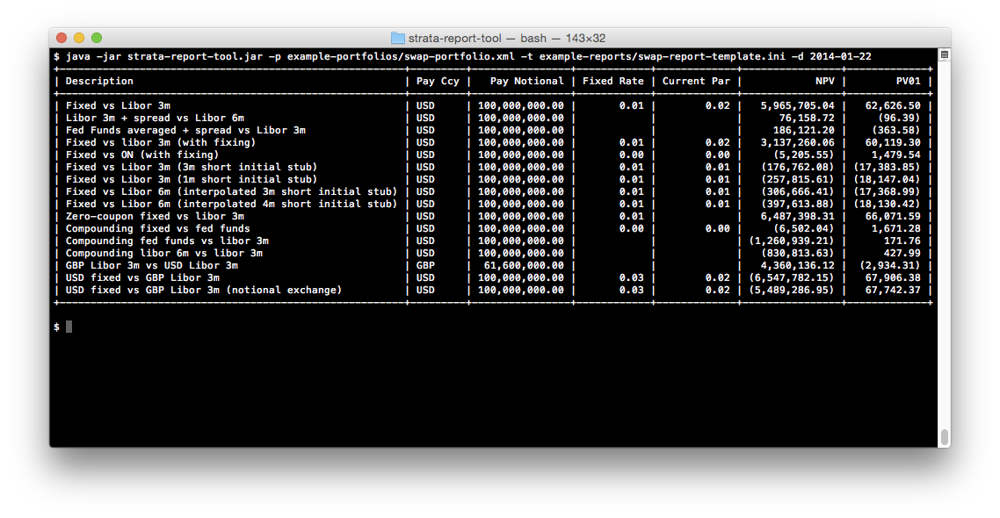 strata-report-tool — bash — 143×32
$ java -jar strata-report-tool.jar -p example-portfolios/swap-portfolio.xml -t example-reports/swap-report-template.ini -d 2014-01-22
| Description | Pay Ccy | Pay Notional | Fixed Rate | Current Par | NPV | PV01 |
| Fixed vs Libor 3m | USD | 100,000,000.00 | 0.01 | 0.02 | 5,965,705.04 | 62,626.50 |
| Libor 3m + spread vs Libor 6m | USD | 100,000,000.00 | | | 76,158.72 | (96.39) |
| Fed Funds averaged + spread vs Libor 3m | USD | 100,000,000.00 | | | 186,121.20 | (363.58) |
| Fixed vs libor 3m (with fixing) | USD | 100,000,000.00 | 0.01 | 0.02 | 3,137,260.06 | 60,119.30 |
| Fixed vs ON (with fixing) | USD | 100,000,000.00 | 0.00 | 0.00 | (5,205.55) | 1,479.54 |
| Fixed vs Libor 3m (3m short initial stub) | USD | 100,000,000.00 | 0.01 | 0.01 | (176,762.08) | (17,383.85) |
| Fixed vs Libor 3m (1m short initial stub) | USD | 100,000,000.00 | 0.01 | 0.01 | (257,815.61) | (18,147.04) |
| Fixed vs Libor 6m (interpolated 3m short initial stub) | USD | 100,000,000.00 | 0.01 | 0.01 | (306,666.41) | (17,368.99) |
| Fixed vs Libor 6m (interpolated 4m short initial stub) | USD | 100,000,000.00 | 0.01 | 0.01 | (397,613.88) | (18,130.42) |
| Zero-coupon fixed vs libor 3m | USD | 100,000,000.00 | 0.01 | | 6,487,398.31 | 66,071.59 |
| Compounding fixed vs fed funds | USD | 100,000,000.00 | 0.00 | 0.00 | (6,502.04) | 1,671.28 |
| Compounding fed funds vs libor 3m | USD | 100,000,000.00 | | | (1,260,939.21) | 171.76 |
| Compounding libor 6m vs libor 3m | USD | 100,000,000.00 | | | (830,813.63) | 427.99 |
| GBP Libor 3m vs USD Libor 3m | GBP | 61,600,000.00 | | | 4,360,136.12 | (2,934.31) |
| USD fixed vs GBP Libor 3m | USD | 100,000,000.00 | 0.03 | 0.02 | (6,547,782.15) | 67,906.38 |
| USD fixed vs GBP Libor 3m (notional exchange) | USD | 100,000,000.00 | 0.03 | 0.02 | (5,489,286.95) | 67,742.37 |
$